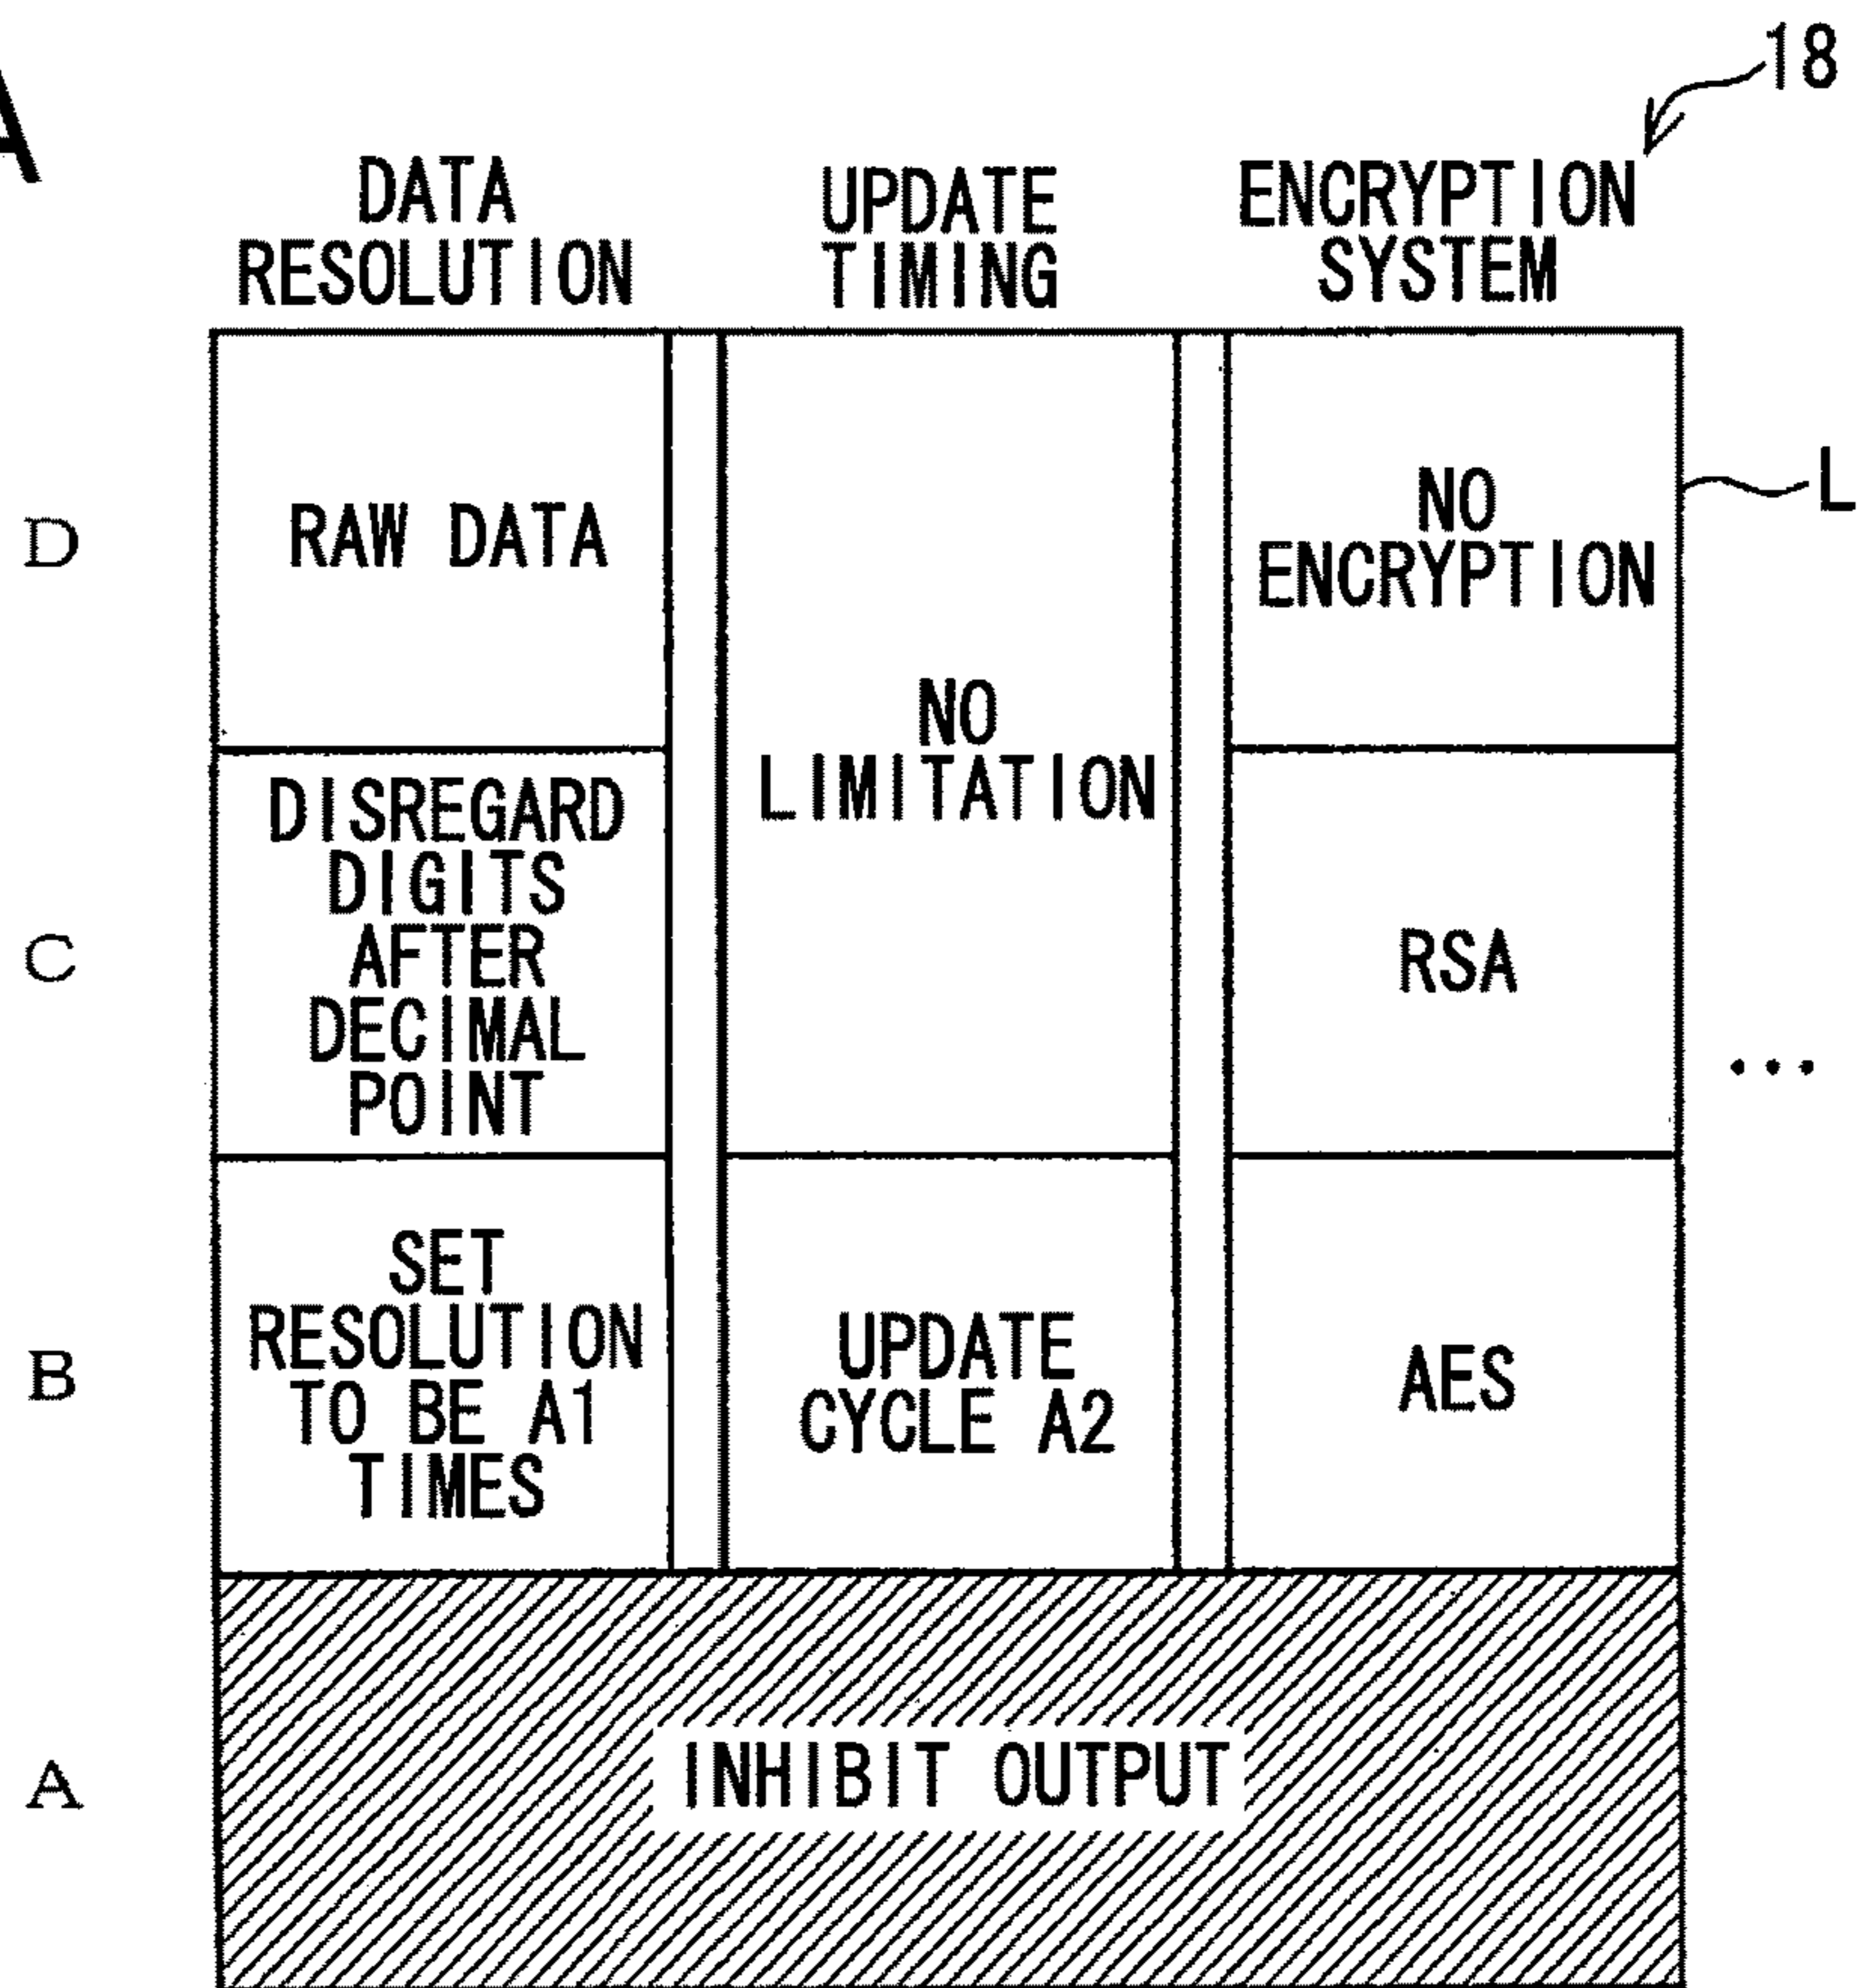 A
18
DATA
RESOLUTION
UPDATE
TIMING
ENCRYPTION
SYSTEM
D
RAW DATA
NO
LIMITATION
NO
ENCRYPTION
L
C
DISREGARD
DIGITS
AFTER
DECIMAL
POINT
RSA
...
B
SET
RESOLUTION
TO BE A1
TIMES
UPDATE
CYCLE A2
AES
A
INHIBIT OUTPUT